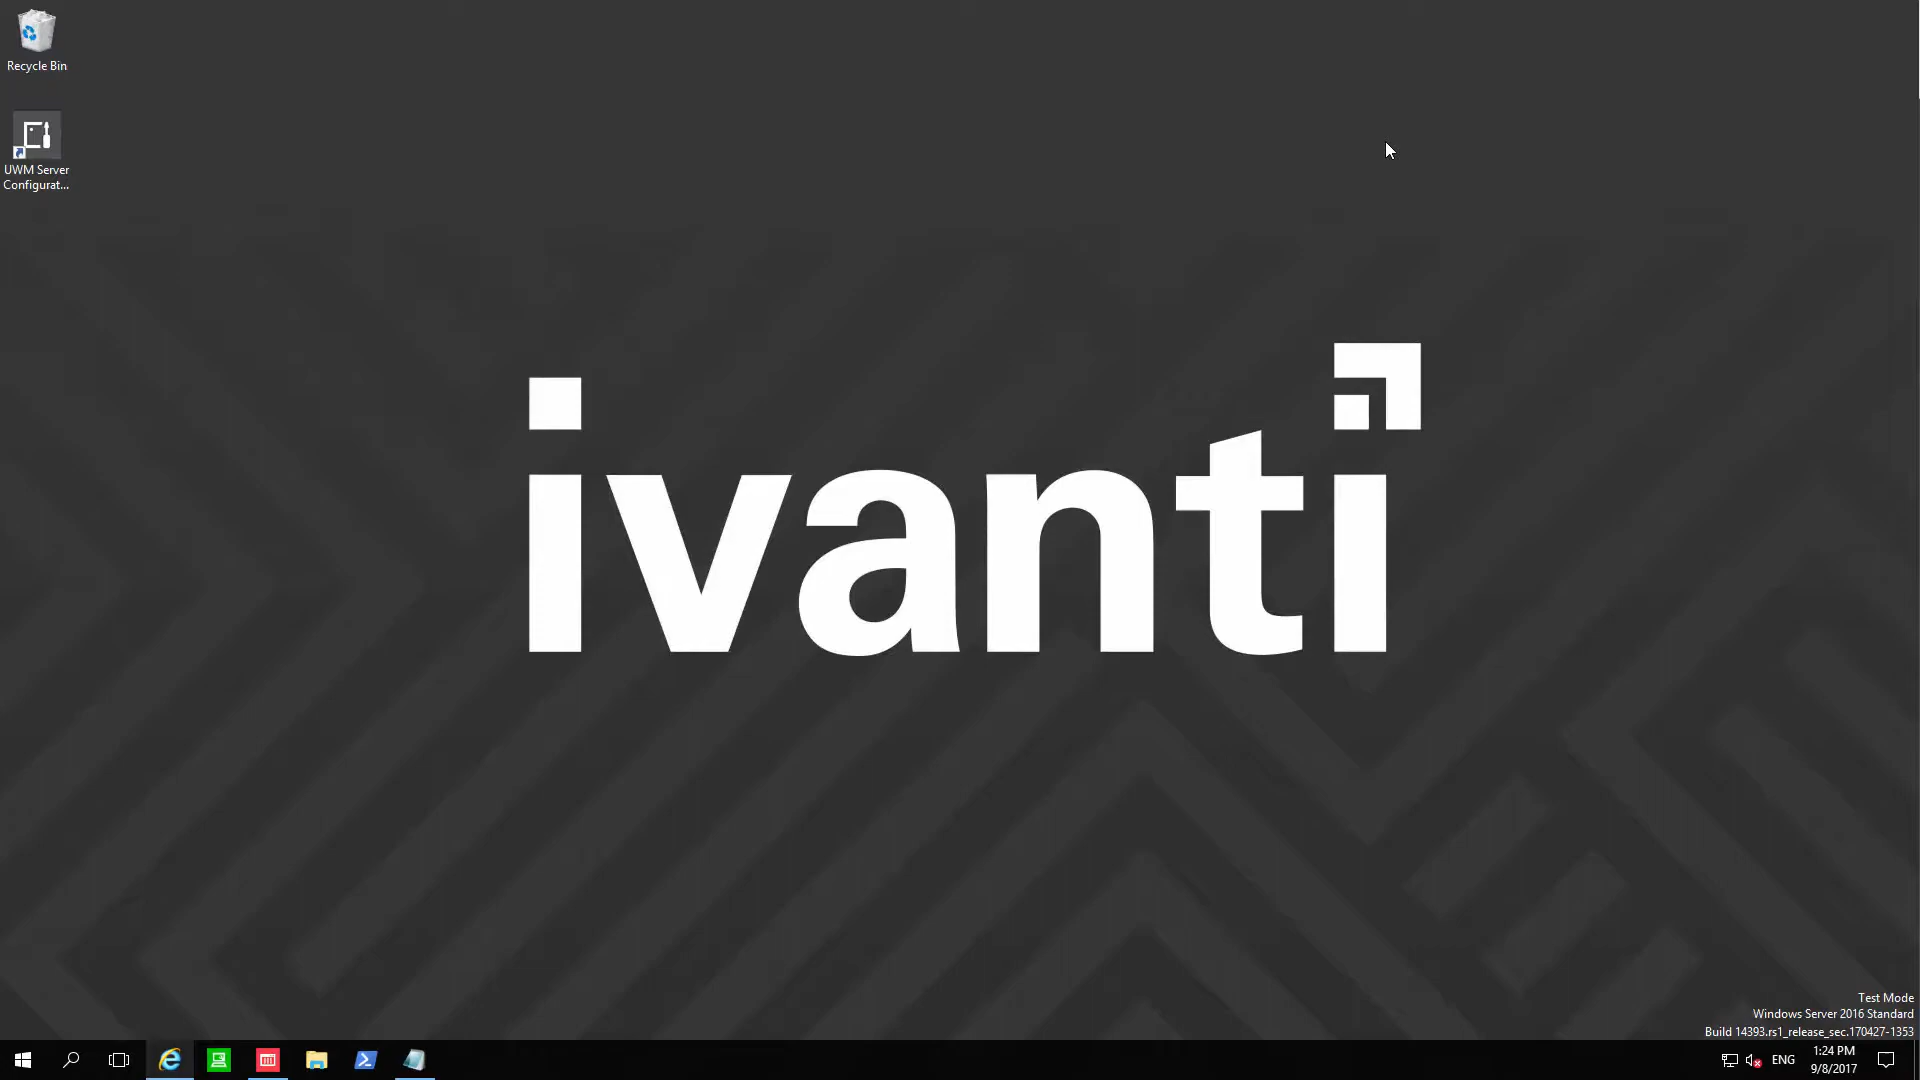 Recycle Bin
UWM Server
Configurat...
ivanti
Test Mode
Windows Server 2016 Standard
Build 14393.rs1_release_sec.170427-1353
ENG
1:24 PM
9/8/2017